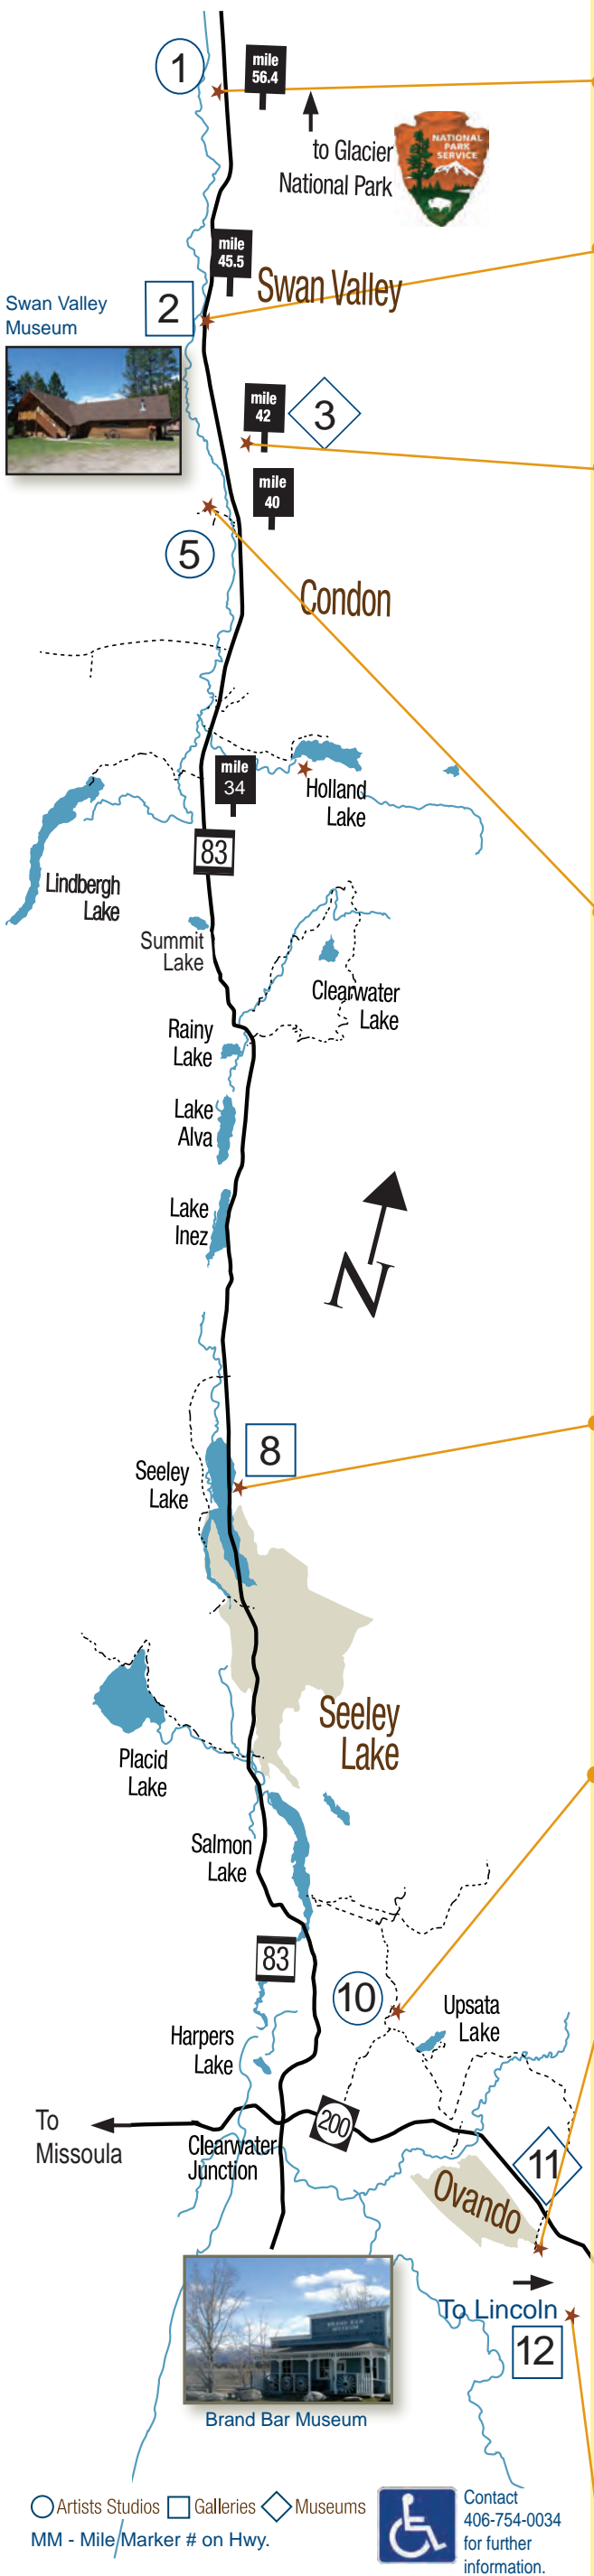 1
mile
56.4
to Glacier
National Park
NATIONAL
PARK
SERVICE
mile
45.5
Swan Valley
Swan Valley
Museum
2
mile
42
3
mile
40
5
Condon
mile
34
Holland
Lake
83
Lindbergh
Lake
Summit
Lake
Clearwater
Lake
Rainy
Lake
Lake
Alva
Lake
Inez
N
8
Seeley
Lake
Seeley
Lake
Placid
Lake
Salmon
Lake
83
10
Upsata
Lake
Harpers
Lake
To
Missoula
200
Clearwater
Junction
11
Ovando
To Lincoln
12
BRAND BAR
MUSEUM
Brand Bar Museum
Artists Studios Galleries Museums
MM - Mile Marker # on Hwy.
Contact
406-754-0034
for further
information.